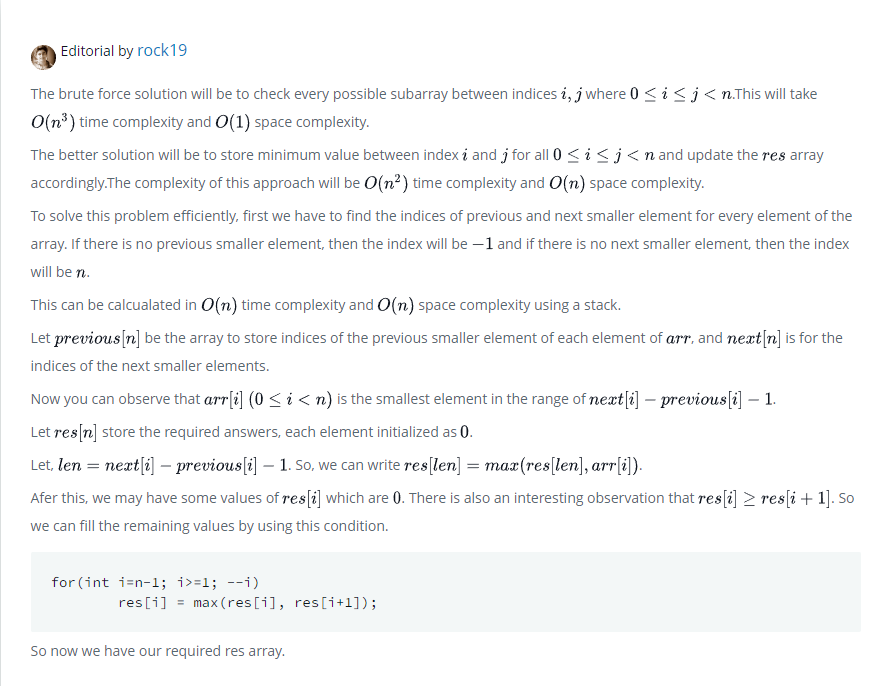 Editorial by rock19
The brute force solution will be to check every possible subarray between indices i, j where 0 ≤ i ≤ j < n.This will take
O(n³) time complexity and O(1) space complexity.
The better solution will be to store minimum value between index i and j for all 0 ≤ i ≤ j < n and update the res array
accordingly.The complexity of this approach will be O(n²) time complexity and O(n) space complexity.
To solve this problem efficiently, first we have to find the indices of previous and next smaller element for every element of the
array. If there is no previous smaller element, then the index will be −1 and if there is no next smaller element, then the index
will be n.
This can be calcualated in O(n) time complexity and O(n) space complexity using a stack.
Let previous[n] be the array to store indices of the previous smaller element of each element of arr, and next[n] is for the
indices of the next smaller elements.
Now you can observe that arr[i] (0 ≤ i < n) is the smallest element in the range of next[i] − previous[i] − 1.
Let res[n] store the required answers, each element initialized as 0.
Let, len = next[i] − previous[i] − 1. So, we can write res[len] = max(res[len], arr[i]).
Afer this, we may have some values of res[i] which are 0. There is also an interesting observation that res[i] ≥ res[i + 1]. So
we can fill the remaining values by using this condition.
for(int i=n-1; i>=1; --i)
res[i] = max(res[i], res[i+1]);
So now we have our required res array.